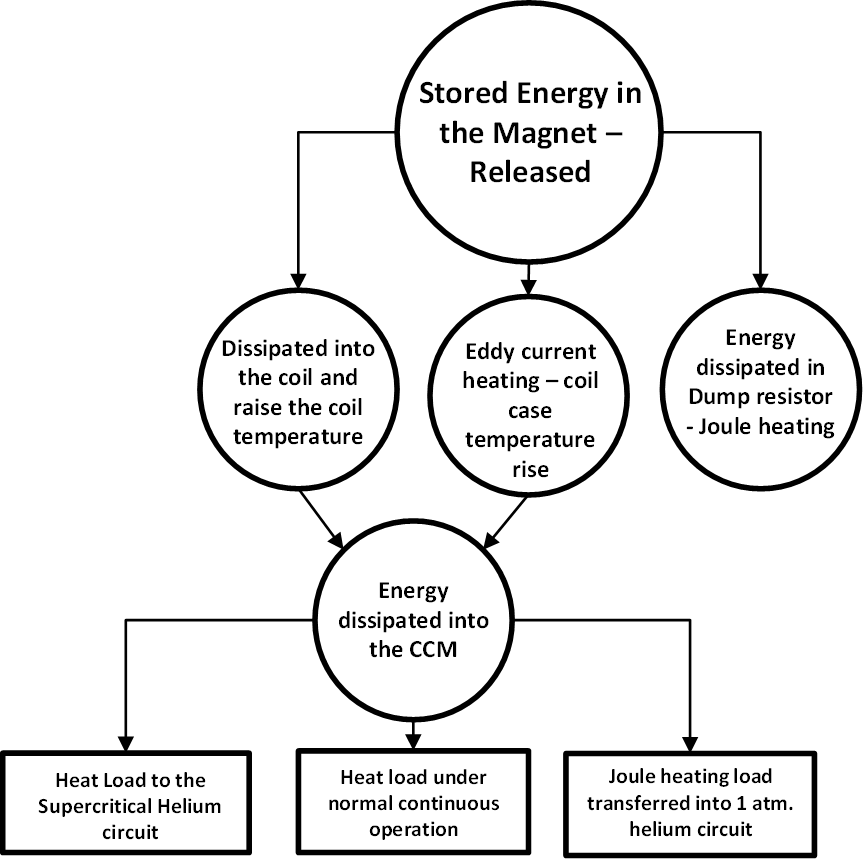 Stored Energy in
the Magnet –
Released
Dissipated into
the coil and
raise the coil
temperature
Eddy current
heating – coil
case
temperature
rise
Energy
dissipated in
Dump resistor
- Joule heating
Energy
dissipated into
the CCM
Heat Load to the
Supercritical Helium
circuit
Heat load under
normal continuous
operation
Joule heating load
transferred into 1 atm.
helium circuit